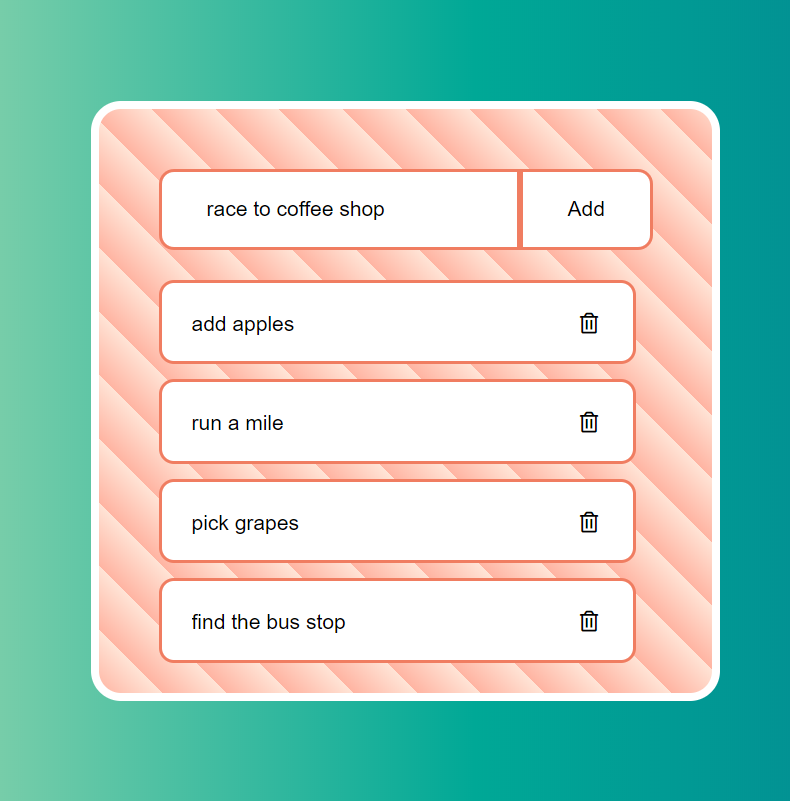 race to coffee shop
Add
add apples
run a mile
pick grapes
find the bus stop